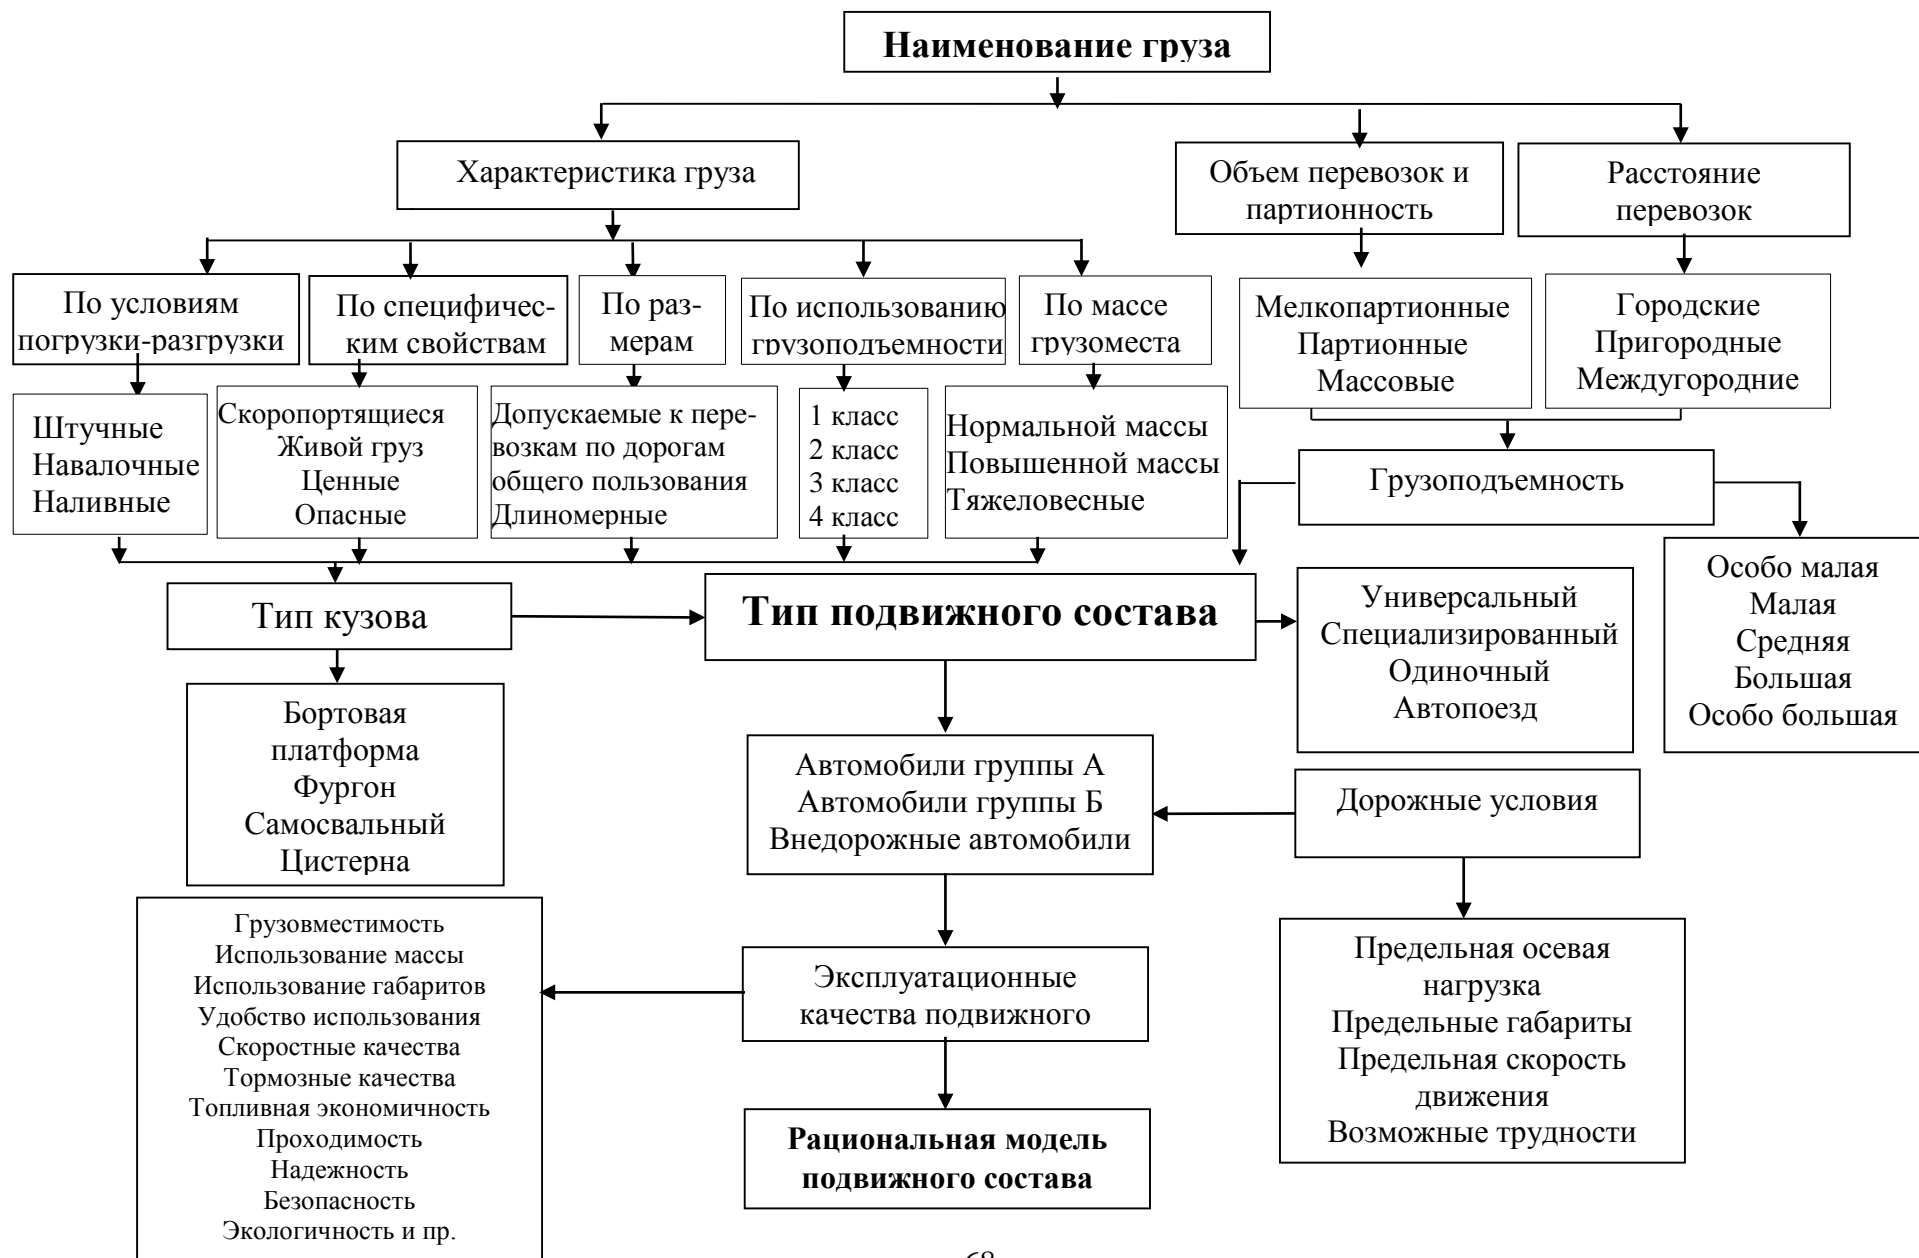 Наименование груза
Характеристика груза
Объем перевозок и
партионность
Расстояние
перевозок
По условиям
погрузки-разгрузки
По специфичес-
ким свойствам
По раз-
мерам
По использованию
грузоподъемности
По массе
грузоместа
Мелкопартионные
Партионные
Массовые
Городские
Пригородные
Междугородние
Штучные
Навалочные
Наливные
Скоропортящиеся
Живой груз
Ценные
Опасные
Допускаемые к пере-
возкам по дорогам
общего пользования
Длиномерные
1 класс
2 класс
3 класс
4 класс
Нормальной массы
Повышенной массы
Тяжеловесные
Грузоподъемность
Тип кузова
Тип подвижного состава
Универсальный
Специализированный
Одиночный
Автопоезд
Особо малая
Малая
Средняя
Большая
Особо большая
Бортовая
платформа
Фургон
Самосвальный
Цистерна
Автомобили группы А
Автомобили группы Б
Внедорожные автомобили
Дорожные условия
Грузовместимость
Использование массы
Использование габаритов
Удобство использования
Скоростные качества
Тормозные качества
Топливная экономичность
Проходимость
Надежность
Безопасность
Экологичность и пр.
Эксплуатационные
качества подвижного
Предельная осевая
нагрузка
Предельные габариты
Предельная скорость
движения
Возможные трудности
Рациональная модель
подвижного состава
68